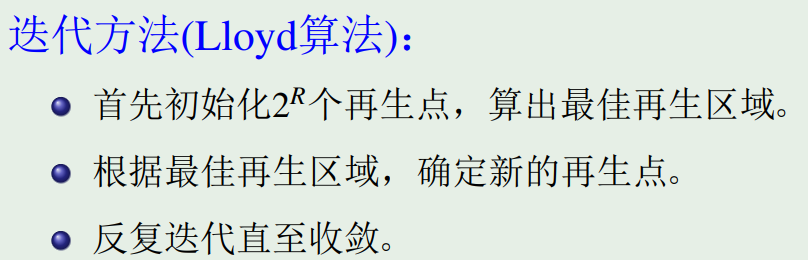 迭代方法(Lloyd算法)：
首先初始化2^R个再生点，算出最佳再生区域。
根据最佳再生区域，确定新的再生点。
反复迭代直至收敛。